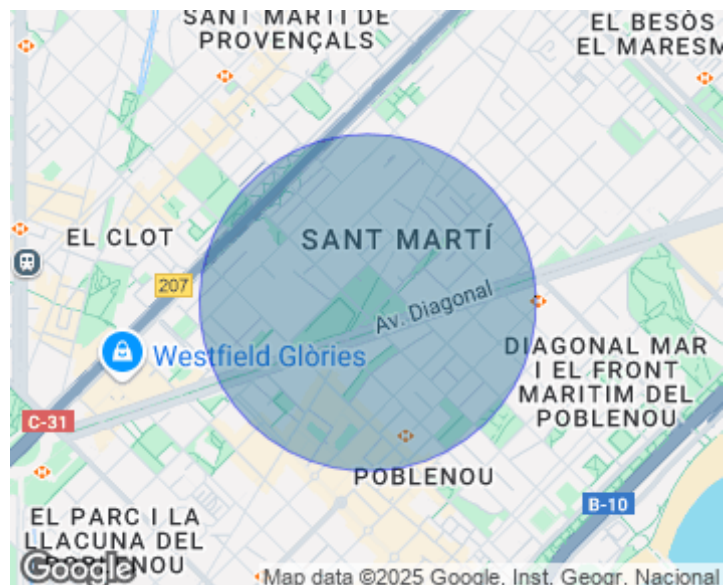 SANT MARTÍ DE
PROVENÇALS
EL BESÒS
EL MARESM
EL CLOT
SANT MARTÍ
207
Av. Diagonal
Westfield Glòries
DIAGONAL MAR
I EL FRONT
MARITIM DEL
POBLENOU
C-31
POBLENOU
B-10
EL PARC I LA
LLACUNA DEL
POBLENOU
Google
Map data ©2025 Google, Inst. Geogr. Nacional